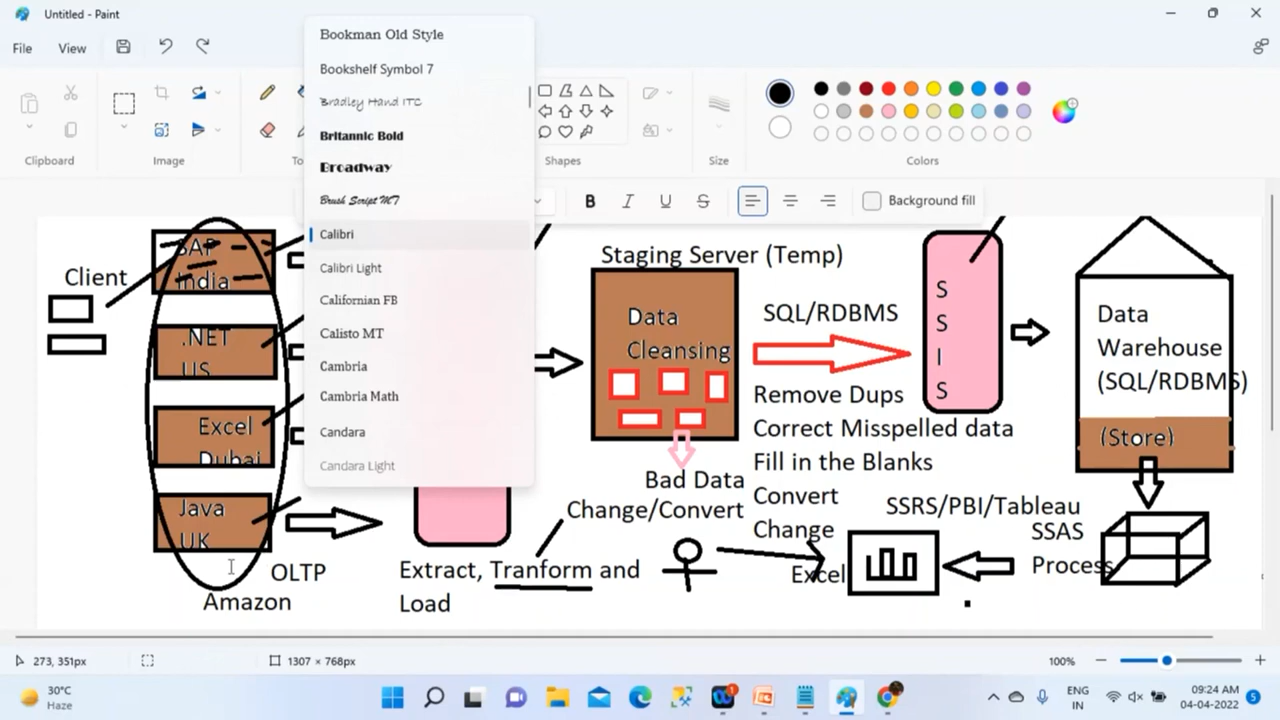 Untitled - Paint
File
View
Clipboard
Image
Shapes
Size
Colors
Bookman Old Style
Bookshelf Symbol 7
Bradley Hand ITC
Britannic Bold
Broadway
Brush Script MT
Calibri
Calibri Light
Californian FB
Calisto MT
Cambria
Cambria Math
Candara
Candara Light
B I U S
Background fill
Client
SAP
India
.NET
US
Excel
Dubai
Java
UK
OLTP
Amazon
Extract, Tranform and
Load
Staging Server (Temp)
Data
Cleansing
Bad Data
Change/Convert
SQL/RDBMS
Remove Dups
Correct Misspelled data
Fill in the Blanks
Convert
Change
Excel
S
S
I
S
Data
Warehouse
(SQL/RDBMS)
(Store)
SSRS/PBI/Tableau
SSAS
Process
273, 351px
1307 × 768px
100%
30°C
Haze
ENG
IN
09:24 AM
04-04-2022
5